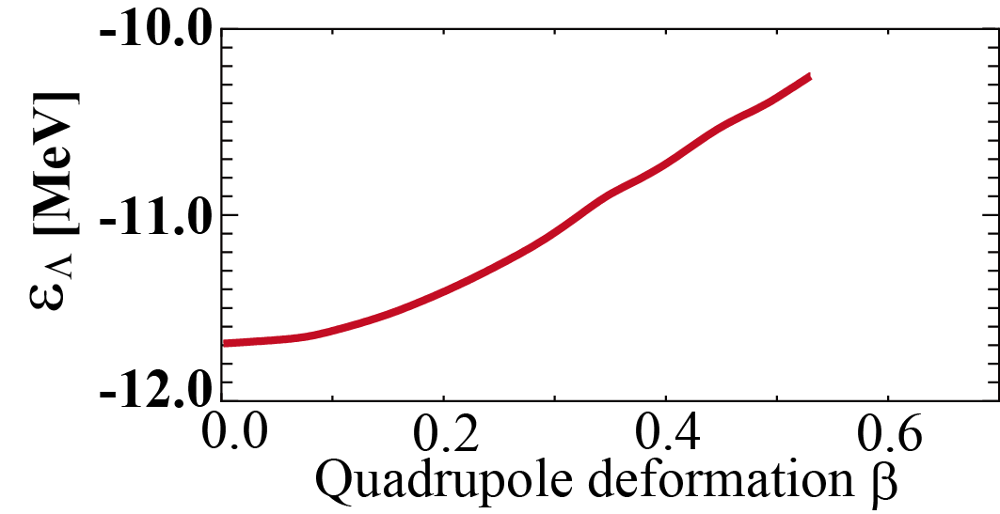 -10.0
-11.0
-12.0
εΛ [MeV]
0.0 0.2 0.4 0.6
Quadrupole deformation β